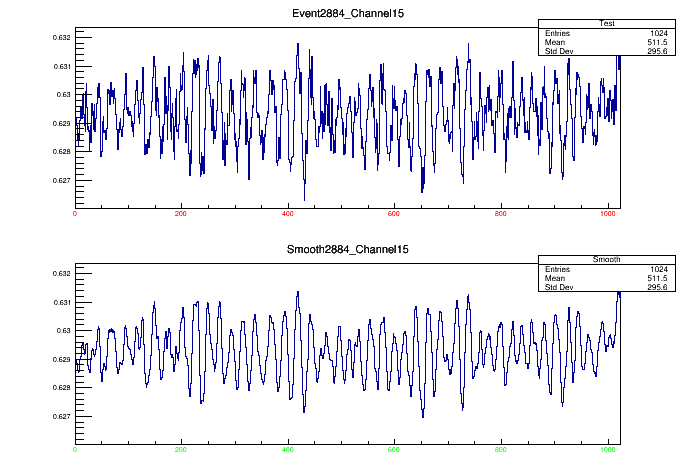 Event2884_Channel15
Test
Entries 1024
Mean 511.5
Std Dev 295.6
0.632
0.631
0.63
0.629
0.628
0.627
0 200 400 600 800 1000
Smooth2884_Channel15
Smooth
Entries 1024
Mean 511.5
Std Dev 295.6
0.632
0.631
0.63
0.629
0.628
0.627
0 200 400 600 800 1000